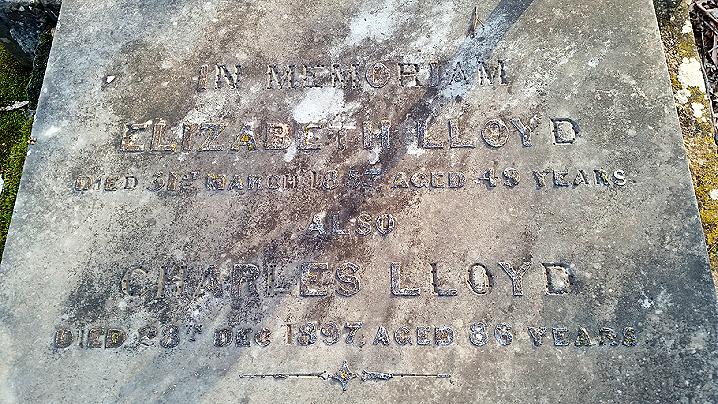 IN MEMORIAM
ELIZABETH LLOYD
DIED 31ST MARCH AGED 49 YEARS.
ALSO
CHARLES LLOYD
DIED 28TH DEC 1897, AGED 86 YEARS.